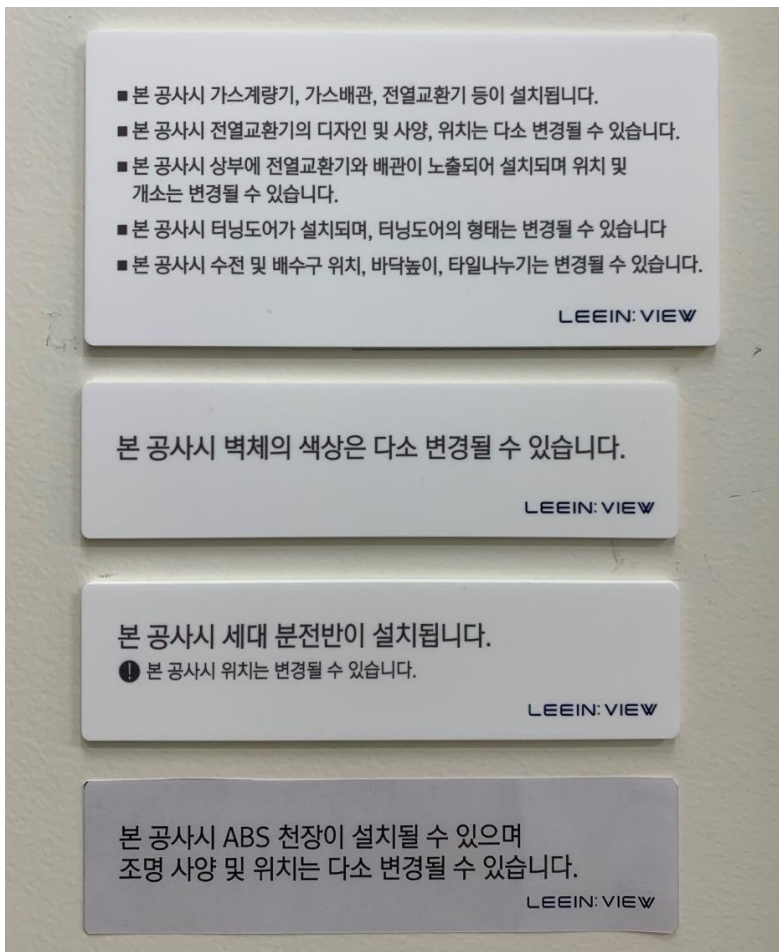 ■ 본 공사시 가스계량기, 가스배관, 전열교환기 등이 설치됩니다.
■ 본 공사시 전열교환기의 디자인 및 사양, 위치는 다소 변경될 수 있습니다.
■ 본 공사시 상부에 전열교환기와 배관이 노출되어 설치되며 위치 및
개소는 변경될 수 있습니다.
■ 본 공사시 터닝도어가 설치되며, 터닝도어의 형태는 변경될 수 있습니다
■ 본 공사시 수전 및 배수구 위치, 바닥높이, 타일나누기는 변경될 수 있습니다.
LEEIN:VIEW
본 공사시 벽체의 색상은 다소 변경될 수 있습니다.
LEEIN:VIEW
본 공사시 세대 분전반이 설치됩니다.
! 본 공사시 위치는 변경될 수 있습니다.
LEEIN:VIEW
본 공사시 ABS 천장이 설치될 수 있으며
조명 사양 및 위치는 다소 변경될 수 있습니다.
LEEIN:VIEW